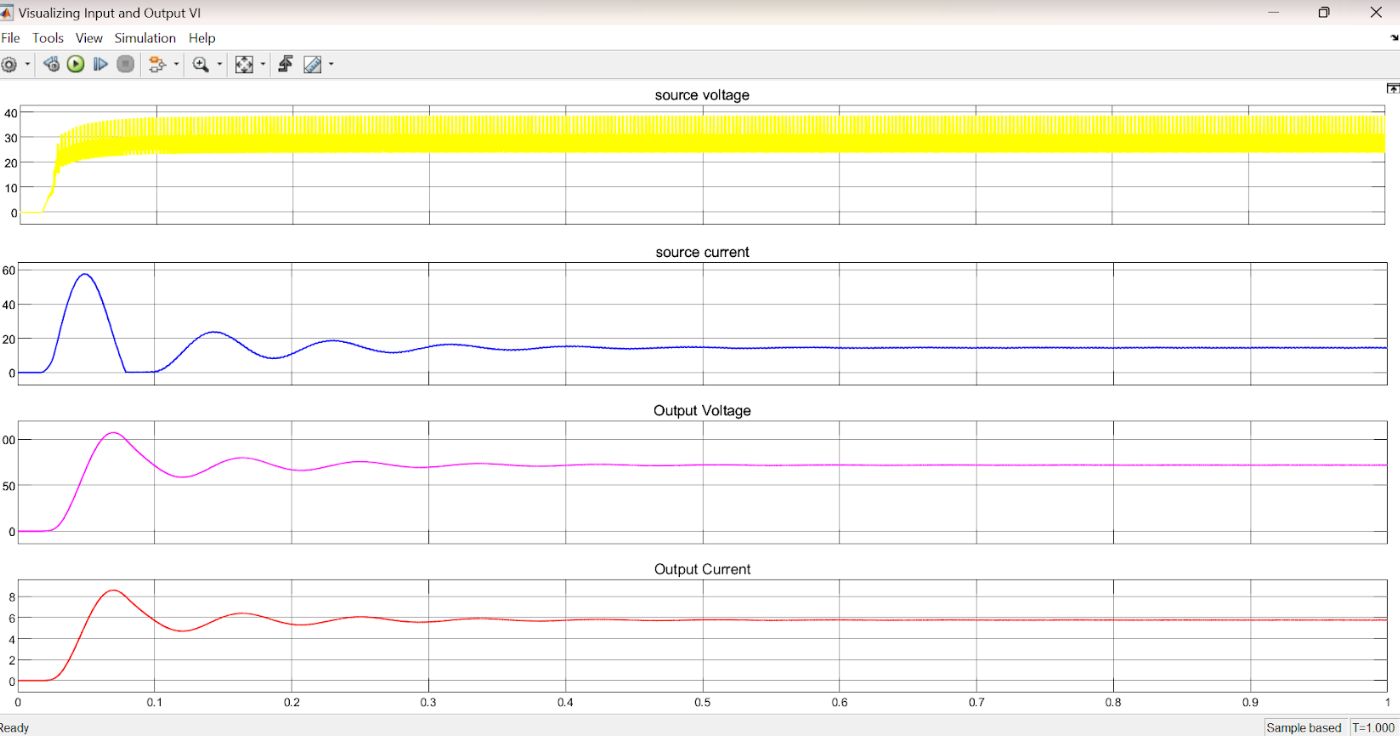 Visualizing Input and Output VI
File Tools View Simulation Help
source voltage
40
30
20
10
0
source current
60
40
20
0
Output Voltage
00
50
0
Output Current
8
6
4
2
0
0 0.1 0.2 0.3 0.4 0.5 0.6 0.7 0.8 0.9 1
Ready Sample based T=1.000